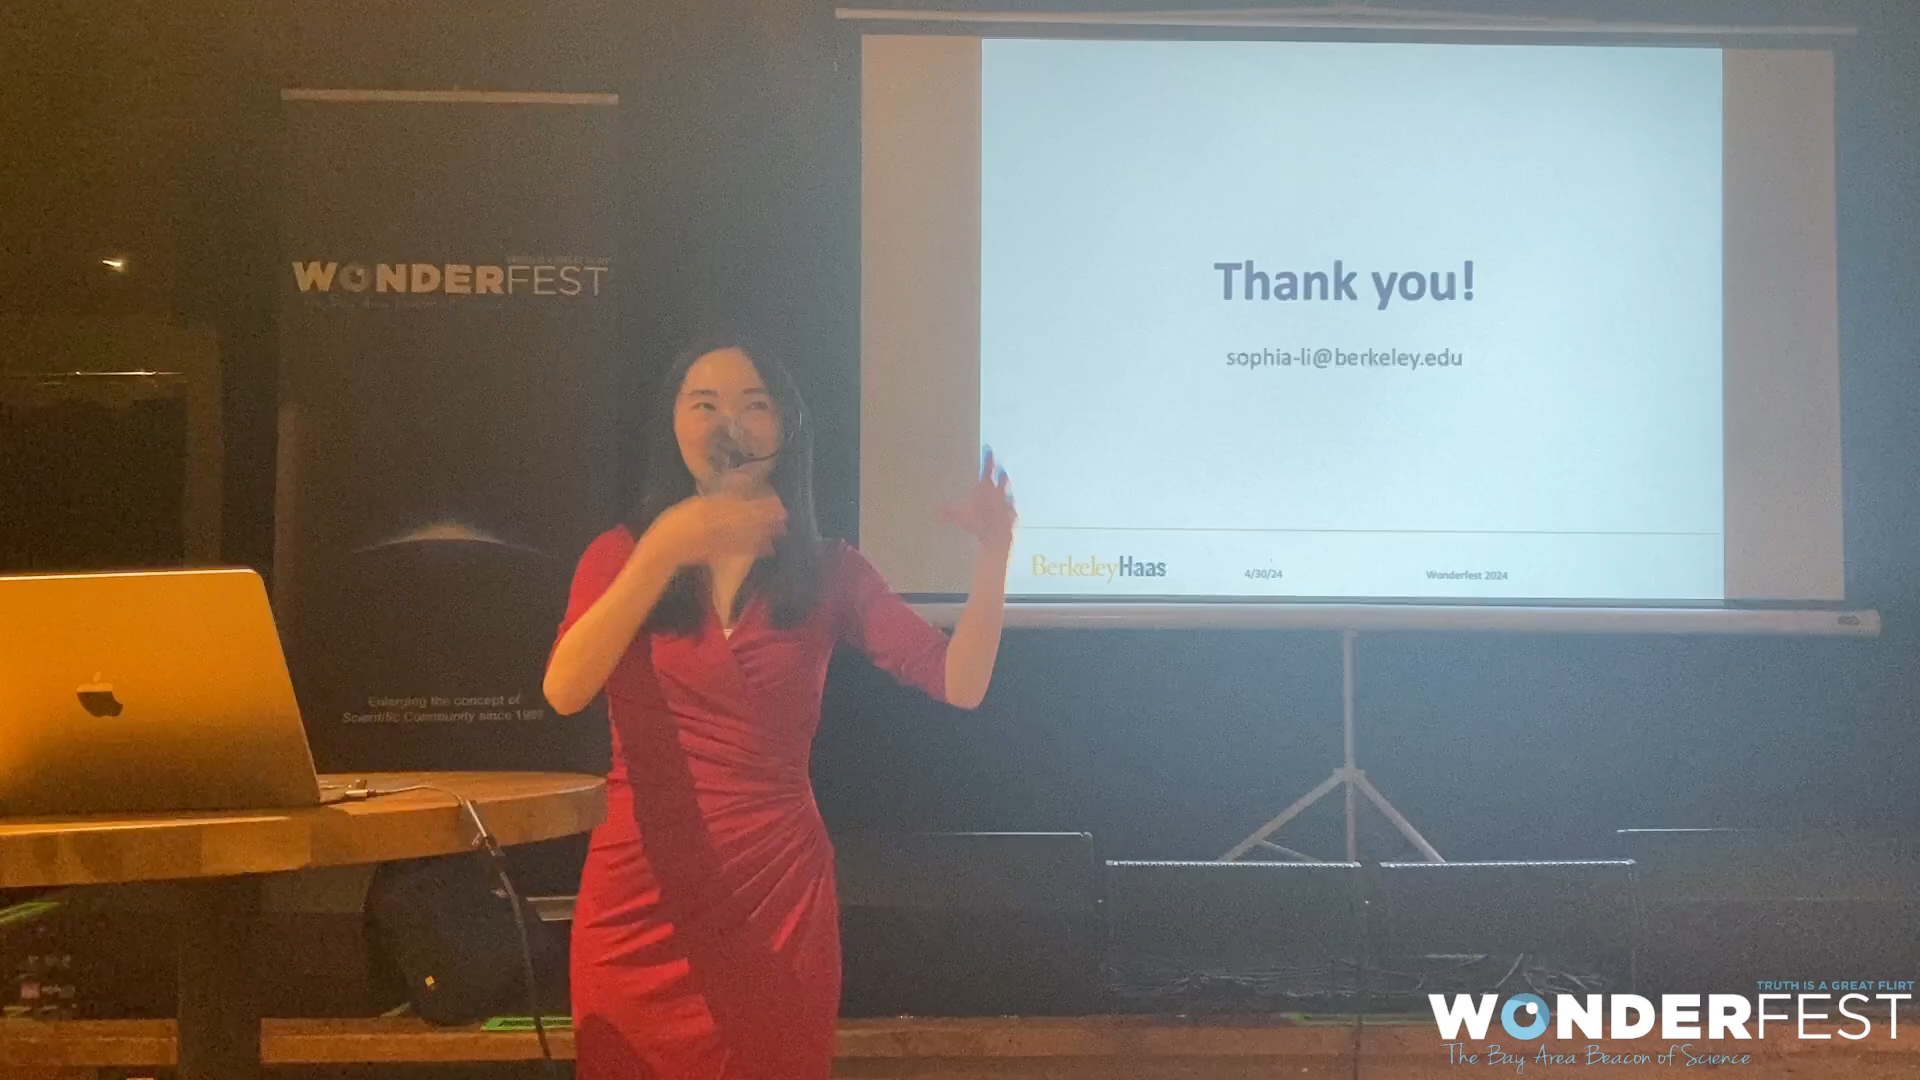 WONDERFEST
Enlarging the concept of
Scientific Community since
Thank you!
sophia-li@berkeley.edu
BerkeleyHaas
4/30/24
Wonderfest 2024
TRUTH IS A GREAT FLIRT
WONDERFEST
The Bay Area Beacon of Science